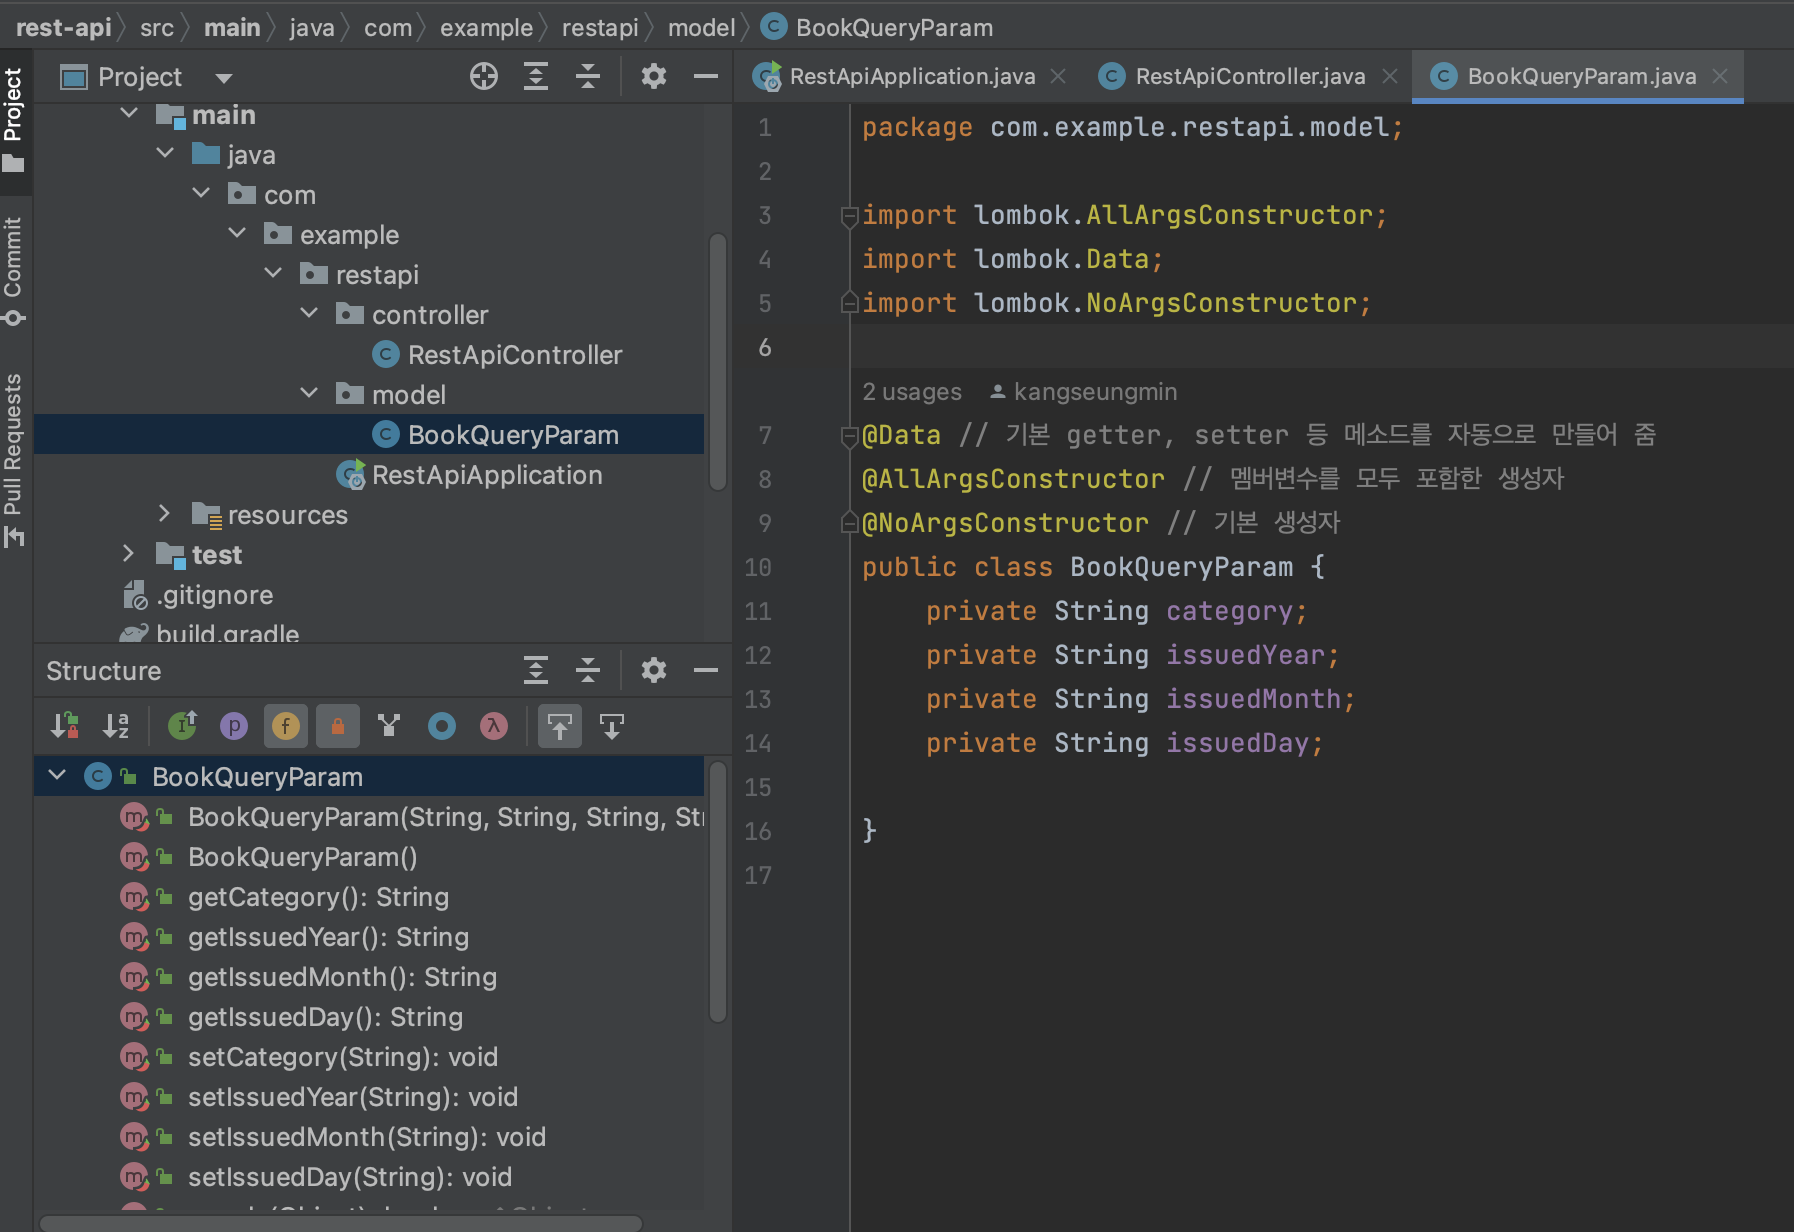 rest-api
src
main
java
com
example
restapi
model
BookQueryParam
Project
Commit
Pull Requests
Project
main
java
com
example
restapi
controller
RestApiController
model
BookQueryParam
RestApiApplication
resources
test
.gitignore
build.gradle
Structure
BookQueryParam
BookQueryParam(String, String, String, Str
BookQueryParam()
getCategory(): String
getIssuedYear(): String
getIssuedMonth(): String
getIssuedDay(): String
setCategory(String): void
setIssuedYear(String): void
setIssuedMonth(String): void
setIssuedDay(String): void
RestApiApplication.java
RestApiController.java
BookQueryParam.java
1 package com.example.restapi.model;
2
3 import lombok.AllArgsConstructor;
4 import lombok.Data;
5 import lombok.NoArgsConstructor;
6
2 usages kangseungmin
7 @Data // 기본 getter, setter 등 메소드를 자동으로 만들어 줌
8 @AllArgsConstructor // 멤버변수를 모두 포함한 생성자
9 @NoArgsConstructor // 기본 생성자
10 public class BookQueryParam {
11 private String category;
12 private String issuedYear;
13 private String issuedMonth;
14 private String issuedDay;
15
16 }
17